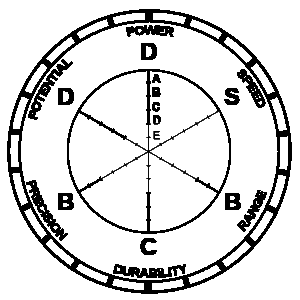 POWER
D
SPEED
S
RANGE
B
DURABILITY
C
PRECISION
B
POTENTIAL
D
A
B
C
D
E